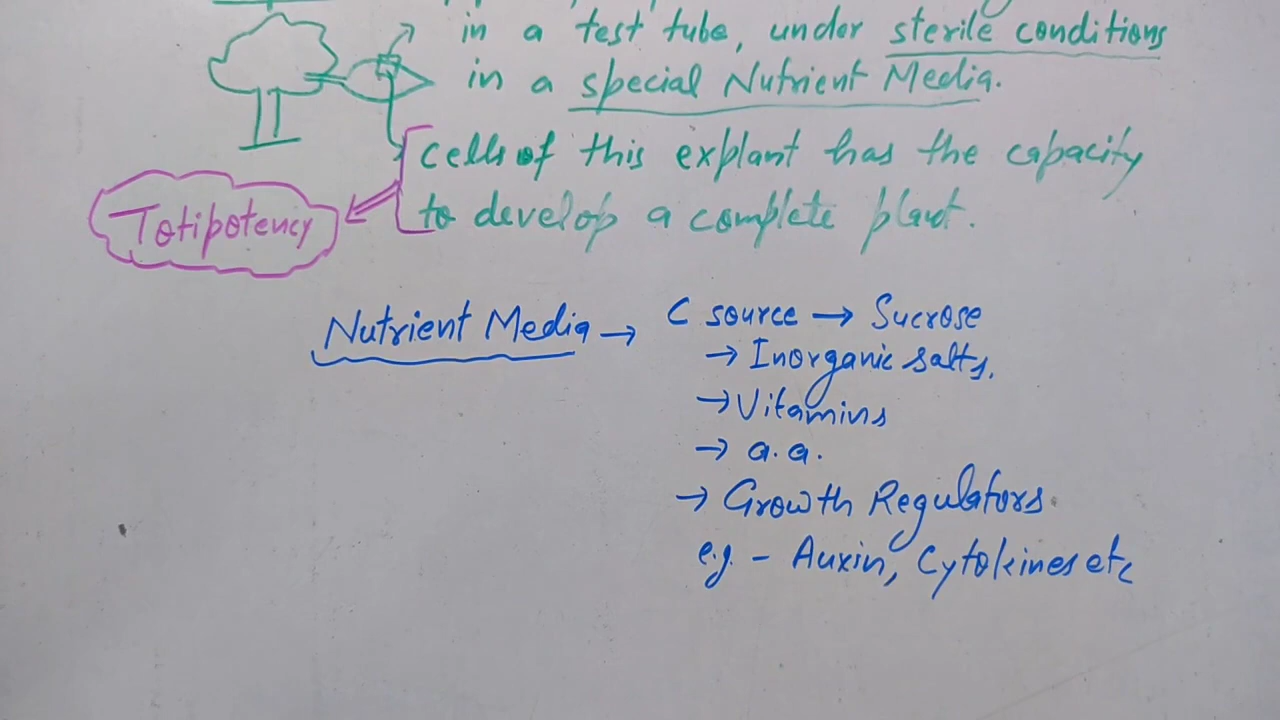 in a test tube, under sterile conditions
in a special Nutrient Media.
cells of this explant has the capacity
to develop a complete plant.
Totipotency
Nutrient Media → C source → Sucrose
→ Inorganic salts.
→ Vitamins
→ a.a.
→ Growth Regulators.
e.g. - Auxin, Cytokines etc